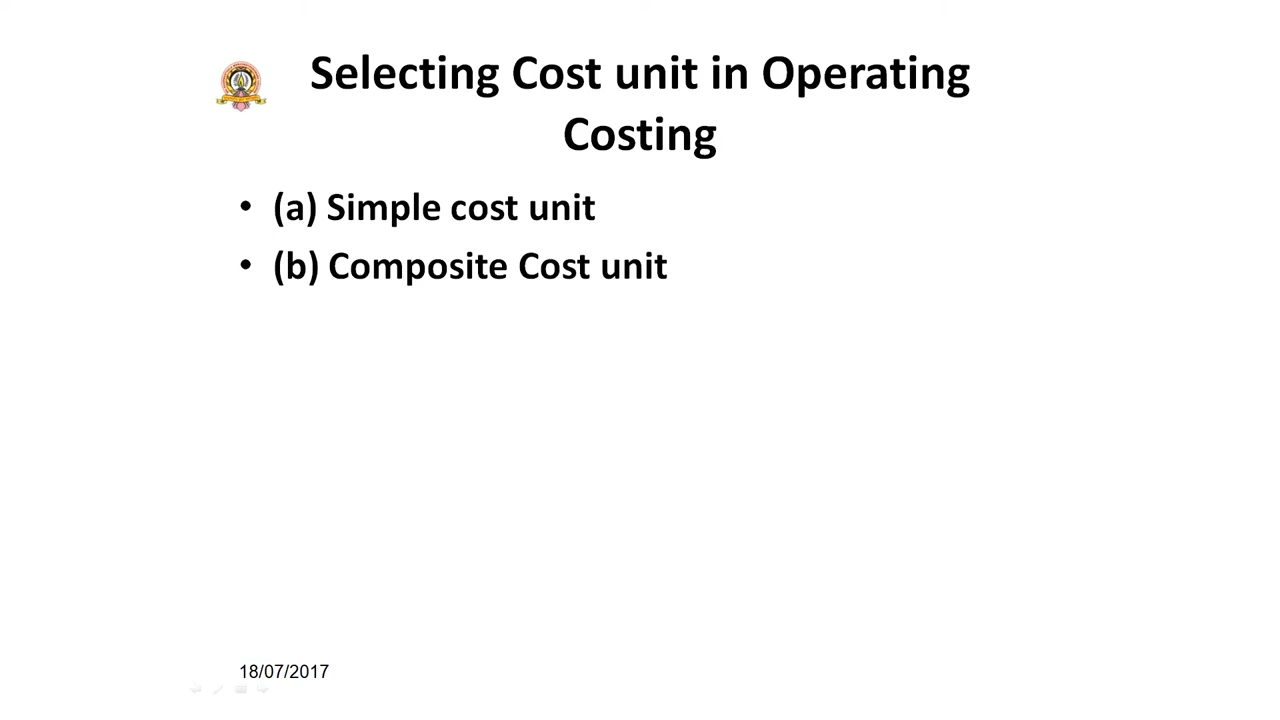 Selecting Cost unit in Operating
Costing
• (a) Simple cost unit
• (b) Composite Cost unit
18/07/2017